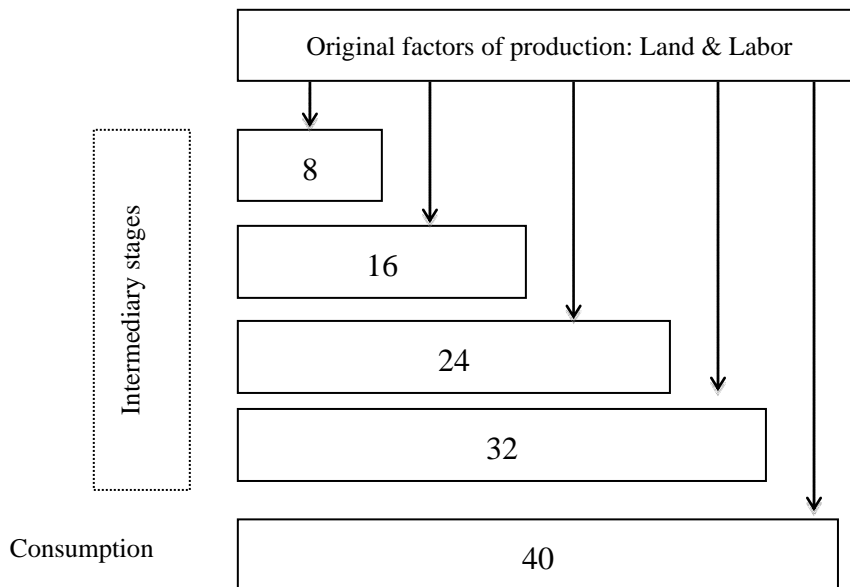 Original factors of production: Land & Labor
8
16
Intermediary stages
24
32
Consumption
40